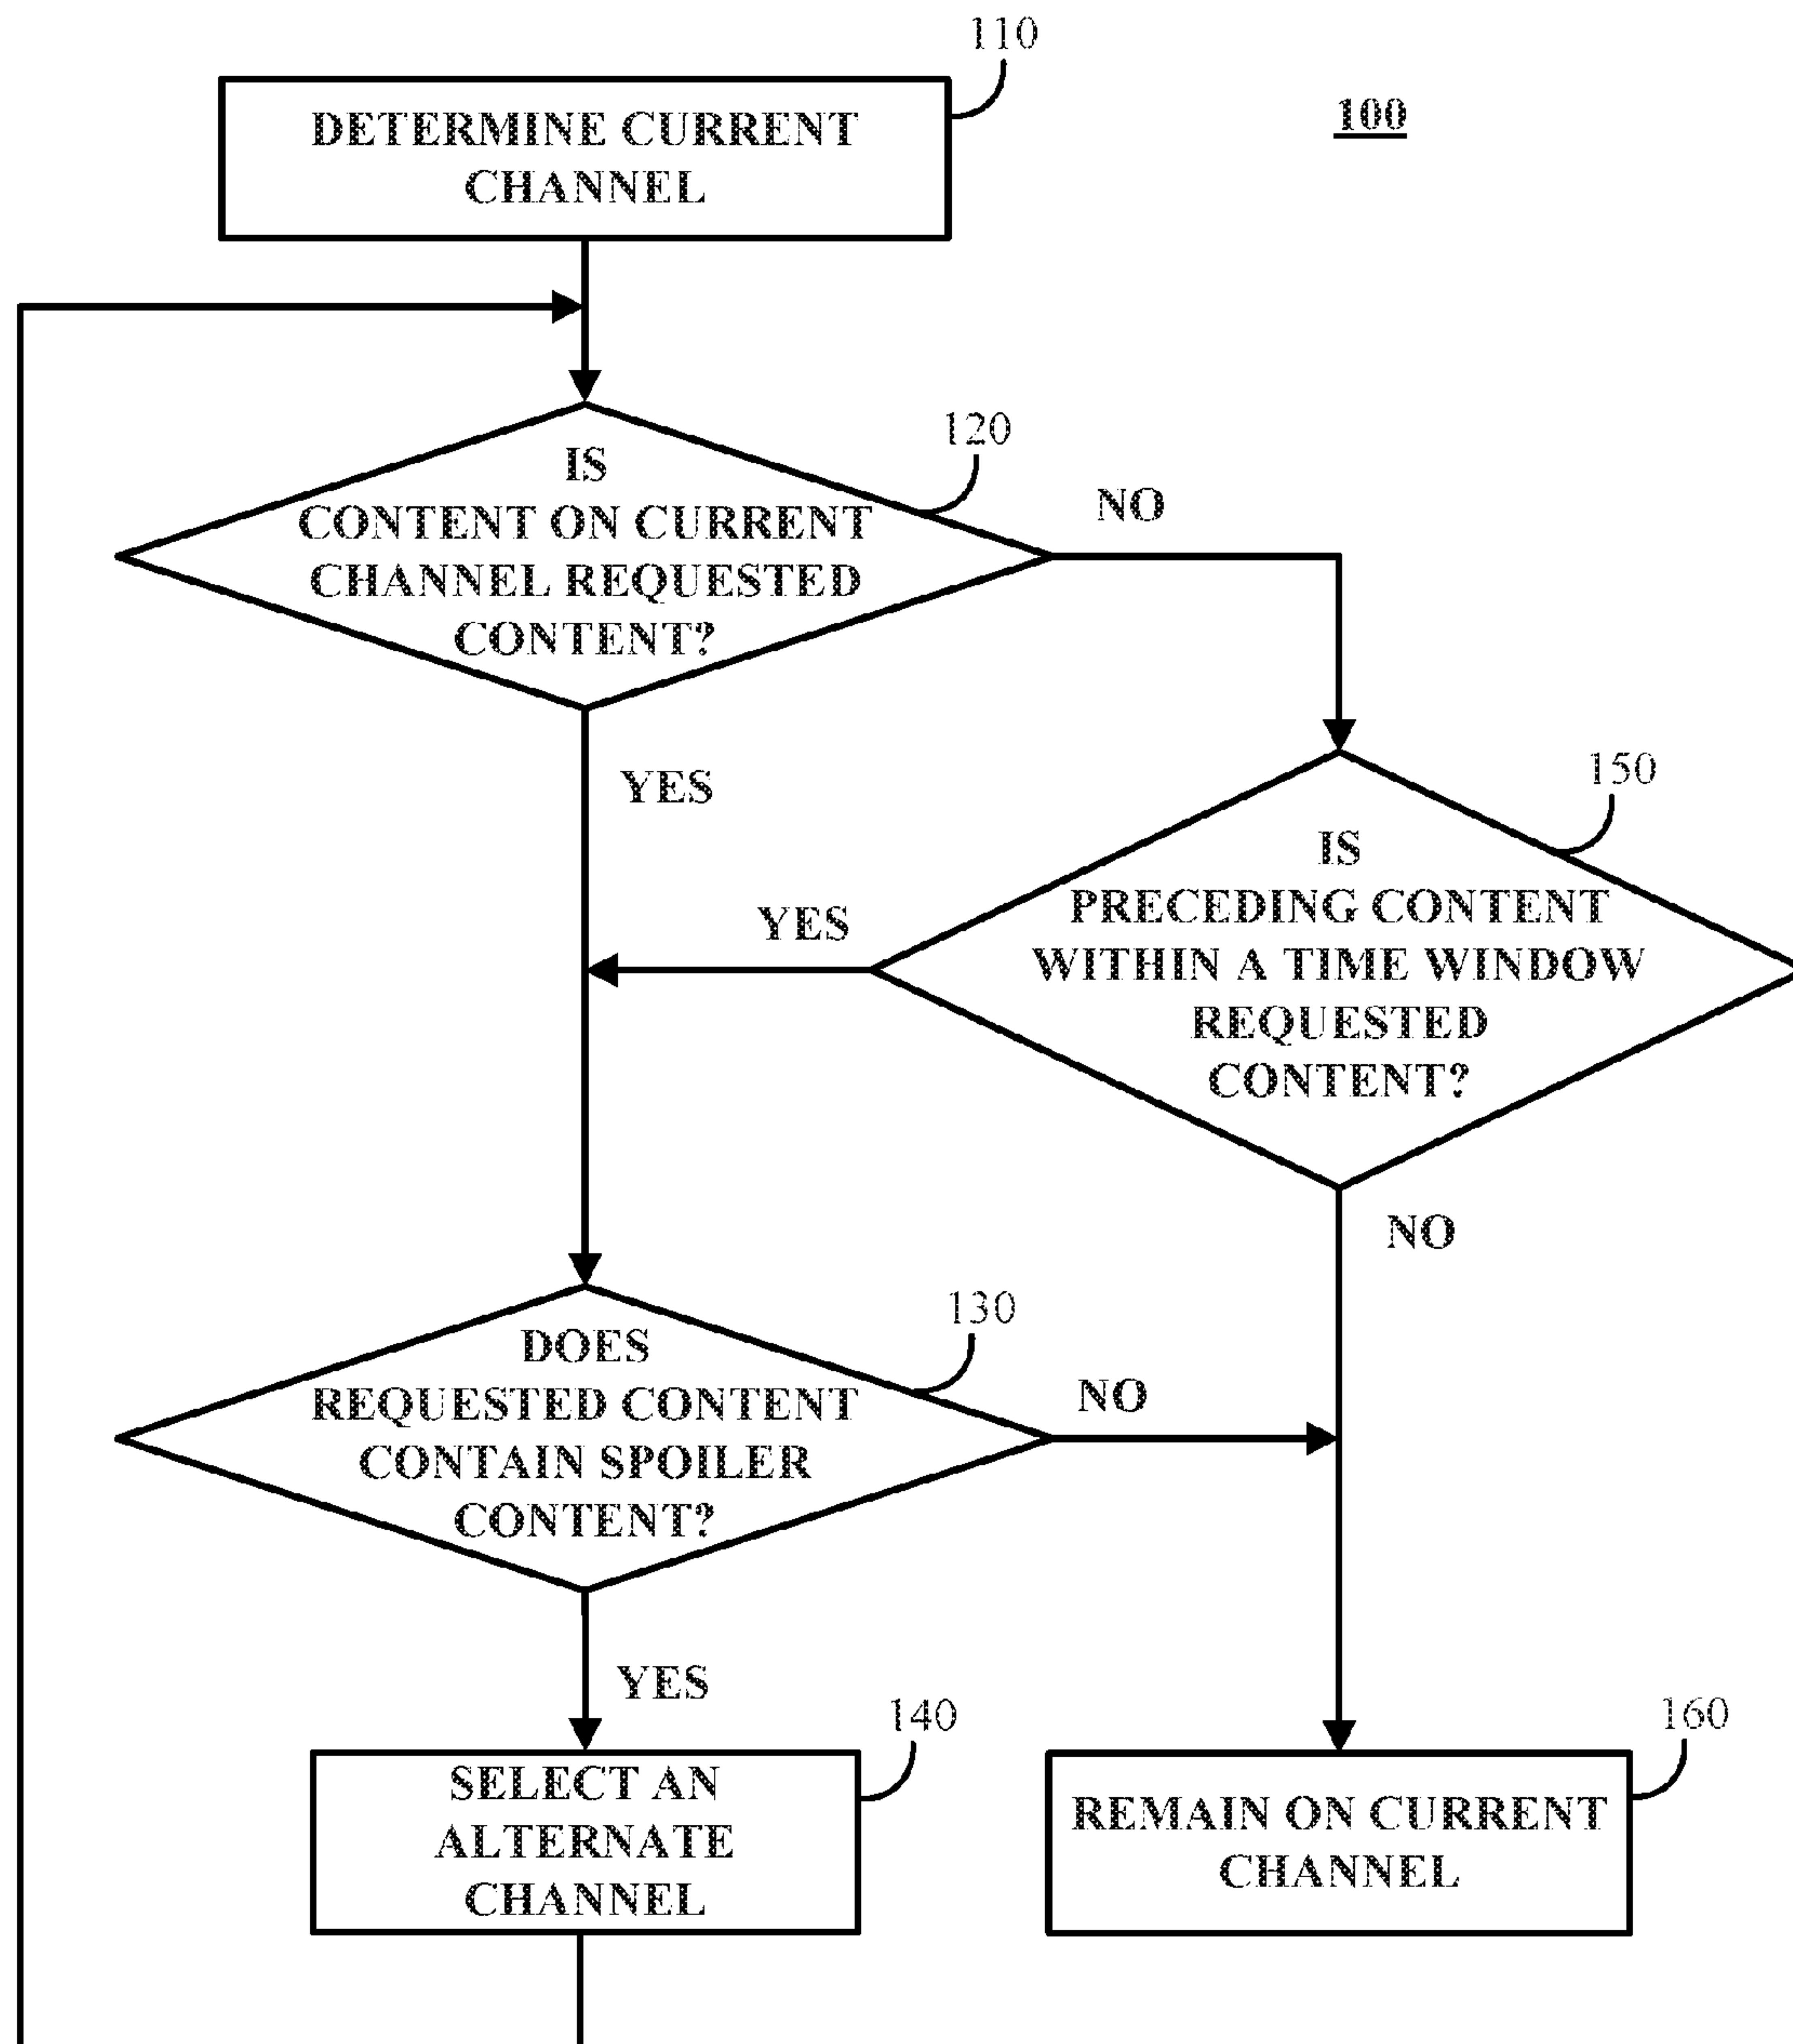 110
DETERMINE CURRENT
CHANNEL
100
120
IS
CONTENT ON CURRENT
CHANNEL REQUESTED
CONTENT?
NO
YES
150
IS
PRECEDING CONTENT
WITHIN A TIME WINDOW
REQUESTED
CONTENT?
YES
NO
130
DOES
REQUESTED CONTENT
CONTAIN SPOILER
CONTENT?
NO
YES
140
SELECT AN
ALTERNATE
CHANNEL
160
REMAIN ON CURRENT
CHANNEL